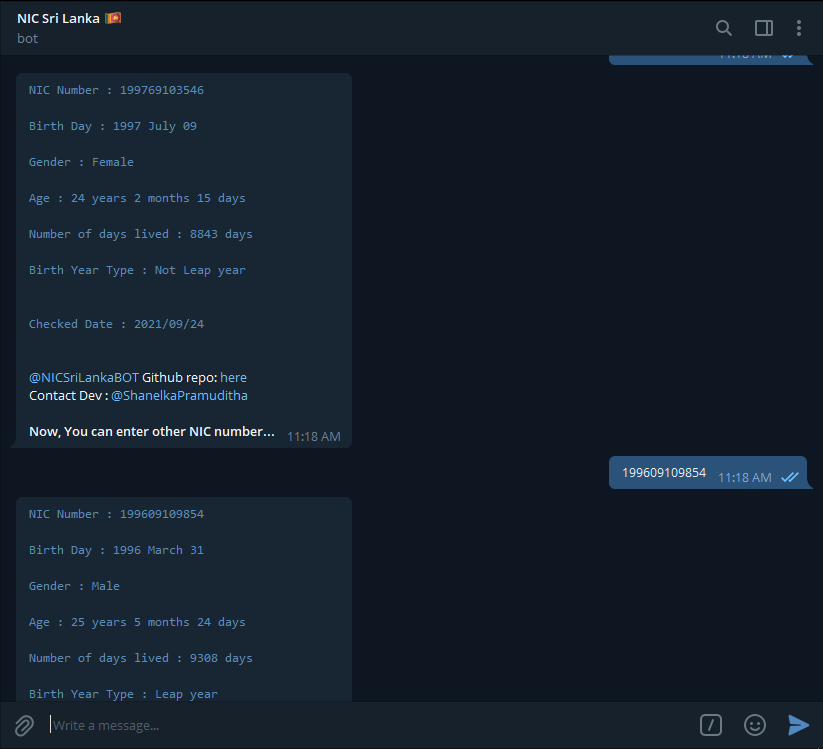 NIC Sri Lanka 🇱🇰
bot
11:18 AM
NIC Number : 199769103546
Birth Day : 1997 July 09
Gender : Female
Age : 24 years 2 months 15 days
Number of days lived : 8843 days
Birth Year Type : Not Leap year
Checked Date : 2021/09/24
@NICSriLankaBOT Github repo: here
Contact Dev : @ShanelkaPramuditha
Now, You can enter other NIC number... 11:18 AM
199609109854 11:18 AM
NIC Number : 199609109854
Birth Day : 1996 March 31
Gender : Male
Age : 25 years 5 months 24 days
Number of days lived : 9308 days
Birth Year Type : Leap year
Write a message...